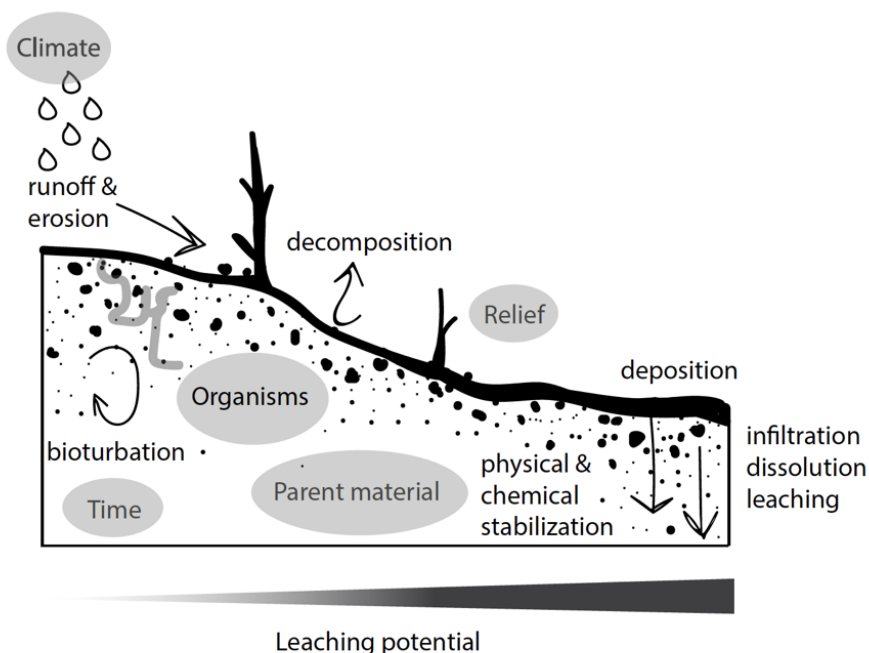 Climate
runoff &
erosion
decomposition
Relief
deposition
Organisms
infiltration
dissolution
leaching
bioturbation
physical &
chemical
stabilization
Parent material
Time
Leaching potential